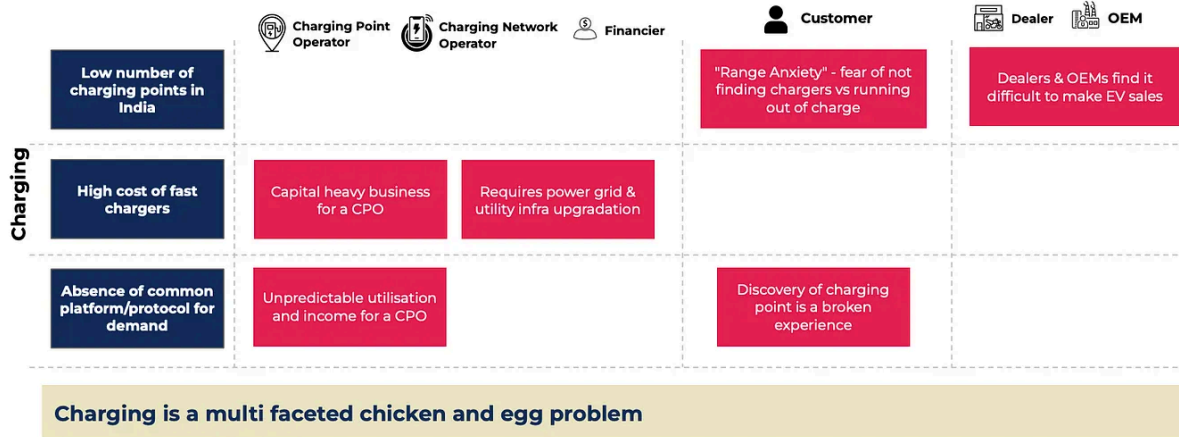 Charging Point
Operator
Charging Network
Operator
Financier
Customer
Dealer
OEM
Charging
Low number of
charging points in
India
"Range Anxiety" - fear of not
finding chargers vs running
out of charge
Dealers & OEMs find it
difficult to make EV sales
High cost of fast
chargers
Capital heavy business
for a CPO
Requires power grid &
utility infra upgradation
Absence of common
platform/protocol for
demand
Unpredictable utilisation
and income for a CPO
Discovery of charging
point is a broken
experience
Charging is a multi faceted chicken and egg problem